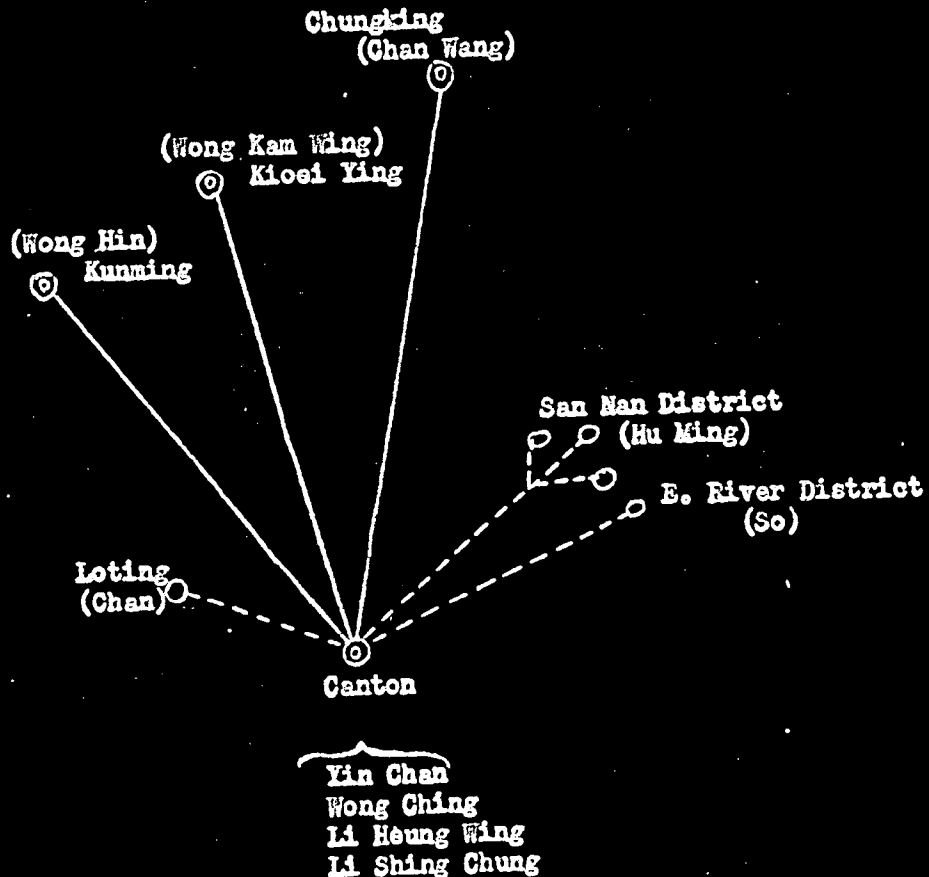 Chungking
(Chan Wang)
(Wong Kam Wing)
Kioei Ying
(Wong Hin)
Kunming
San Nan District
(Hu Ming)
E. River District
(So)
Loting
(Chan)
Canton
Yin Chan
Wong Ching
Li Heung Wing
Li Shing Chung